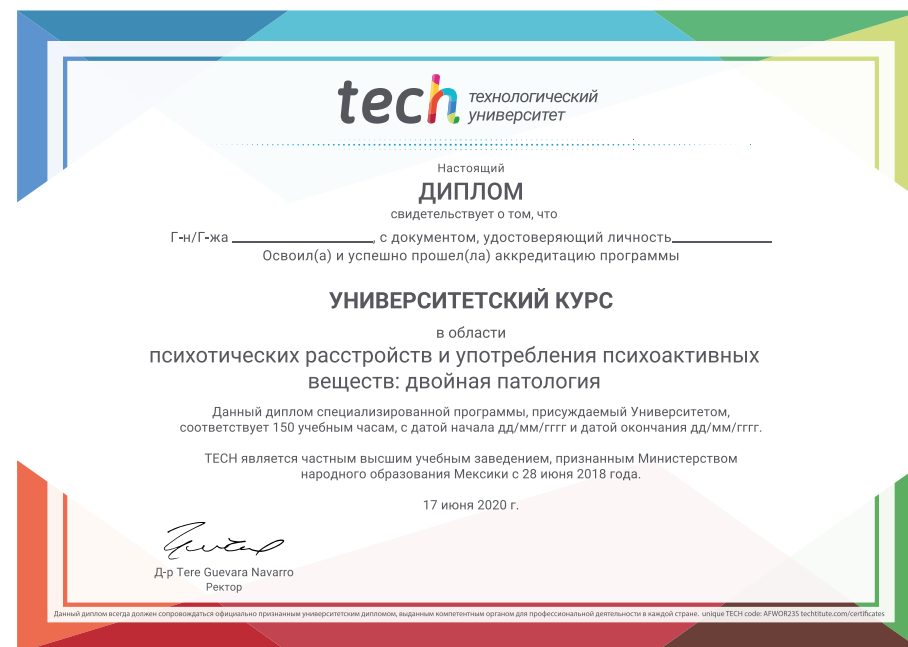 tech технологический
университет
Настоящий
ДИПЛОМ
свидетельствует о том, что
Г-н/Г-жа ____________, с документом, удостоверяющий личность____________
Освоил(а) и успешно прошел(ла) аккредитацию программы
УНИВЕРСИТЕТСКИЙ КУРС
в области
психотических расстройств и употребления психоактивных
веществ: двойная патология
Данный диплом специализированной программы, присуждаемый Университетом,
соответствует 150 учебным часам, с датой начала дд/мм/гггг и датой окончания дд/мм/гггг.
TECH является частным высшим учебным заведением, признанным Министерством
народного образования Мексики с 28 июня 2018 года.
17 июня 2020 г.
Д-р Tere Guevara Navarro
Ректор
Данный диплом всегда должен сопровождаться официально признанным университетским дипломом, выданным компетентным органом для профессиональной деятельности в каждой стране. unique TECH code: AFWOR23S techtitute.com/certificates